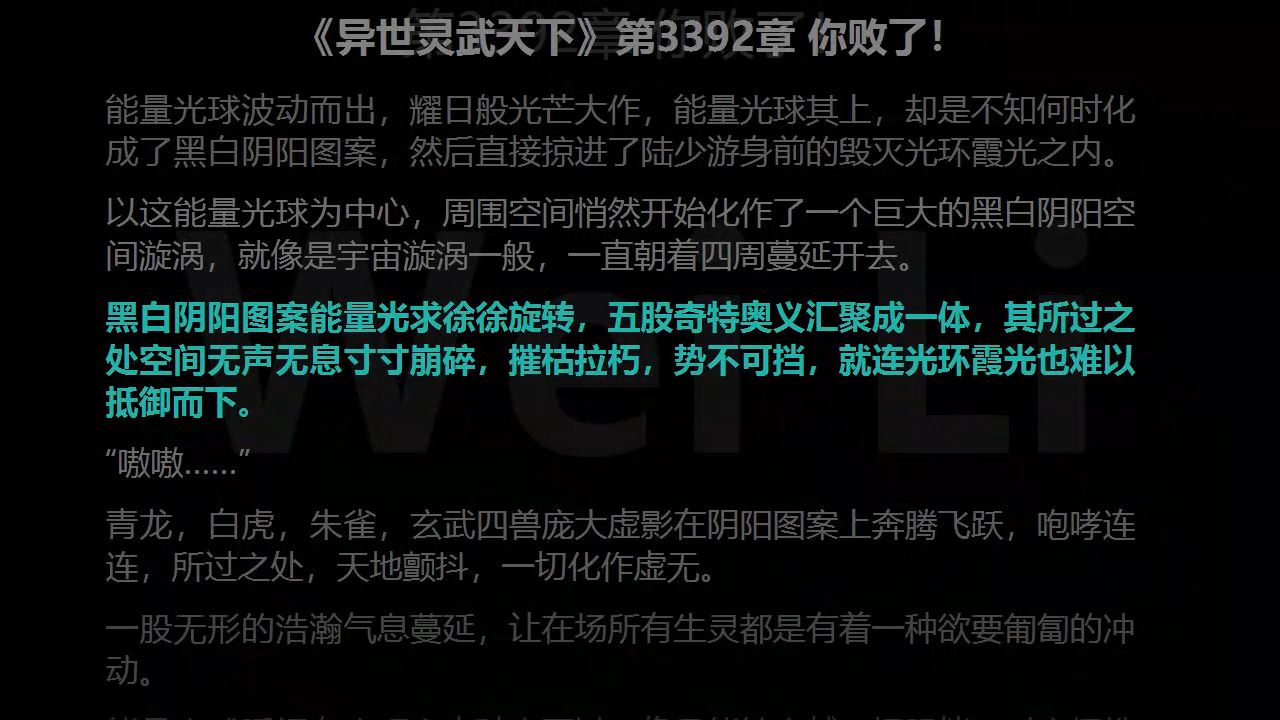 《异世灵武天下》第3392章 你败了！
能量光球波动而出，耀日般光芒大作，能量光球其上，却是不知何时化
成了黑白阴阳图案，然后直接掠进了陆少游身前的毁灭光环霞光之内。
以这能量光球为中心，周围空间悄然开始化作了一个巨大的黑白阴阳空
间漩涡，就像是宇宙漩涡一般，一直朝着四周蔓延开去。
黑白阴阳图案能量光求徐徐旋转，五股奇特奥义汇聚成一体，其所过之
处空间无声无息寸寸崩碎，摧枯拉朽，势不可挡，就连光环霞光也难以
抵御而下。
“嗷嗷……”
青龙，白虎，朱雀，玄武四兽庞大虚影在阴阳图案上奔腾飞跃，咆哮连
连，所过之处，天地颤抖，一切化作虚无。
一股无形的浩瀚气息蔓延，让在场所有生灵都是有着一种欲要匍匐的冲
动。
Wei Li